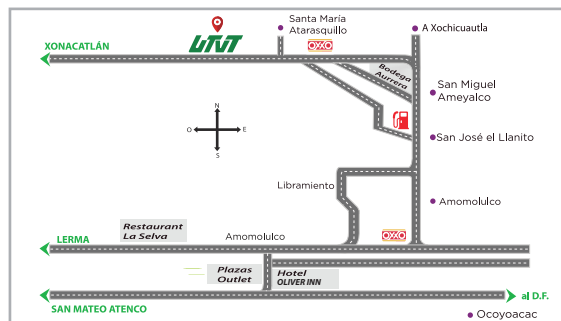 Santa María
Atarasquillo
A Xochicuautla
UTVT
OXXO
XONACATLÁN
Bodega
Aurrera
San Miguel
Ameyalco
N
O
E
S
San José el Llanito
Libramiento
Amomolulco
Restaurant
La Selva
Amomolulco
OXXO
LERMA
Plazas
Outlet
Hotel
OLIVER INN
al D.F.
SAN MATEO ATENCO
Ocoyoacac